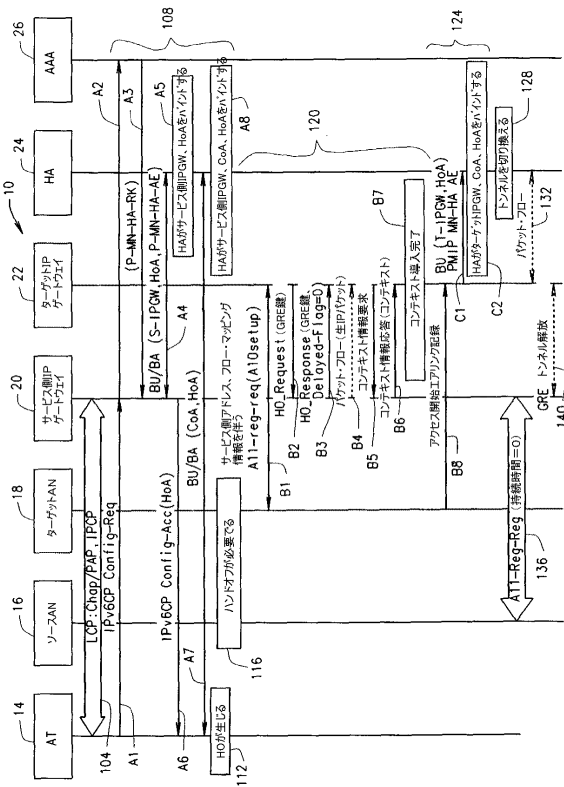 10
14
AT
16
ソースAN
18
ターゲットAN
20
サービス側IP
ゲートウェイ
22
ターゲットIP
ゲートウェイ
24
HA
26
AAA
LCP:Chap/PAP,IPCP
104
IPv6CP Config-Req
A1
A2
A3
108
(P-MN-HA-RK)
BU/BA (S-IPGW,HoA,P-MN-HA-AE)
A4
A5
HAがサービス側IPGW、HoAをバインドする
IPv6CP Config-Acc(HoA)
A6
BU/BA (CoA,HoA)
A7
HAがサービス側IPGW、CoA、HoAをバインドする
A8
HOが生じる
112
ハンドオフが必要でる
116
サービス側アドレス、フロー・マッピング
情報を伴う
A11-reg-req(A10setup)
B1
120
HO_Request(GRE鍵)
B2
HO_Response(GRE鍵、
Delayed-Flag=0)
B3
パケット・フロー(生IPパケット)
B4
コンテキスト情報要求
B5
コンテキスト情報応答(コンテキスト)
B6
コンテキスト導入完了
B7
アクセス開始エアリンク記録
B8
BU (T-IPGW,HoA)
PMIP MN-HA AE
C1
124
HAがターゲットIPGW、CoA、HoAをバインドする
C2
トンネルを切り換える
128
パケット・フロー
132
A11-Reg-Reg(持続時間=0)
136
GRE トンネル解放
140